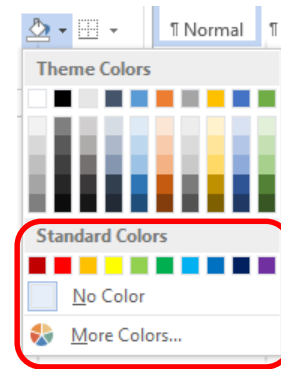 ¶ Normal ¶
Theme Colors
Standard Colors
No Color
More Colors...